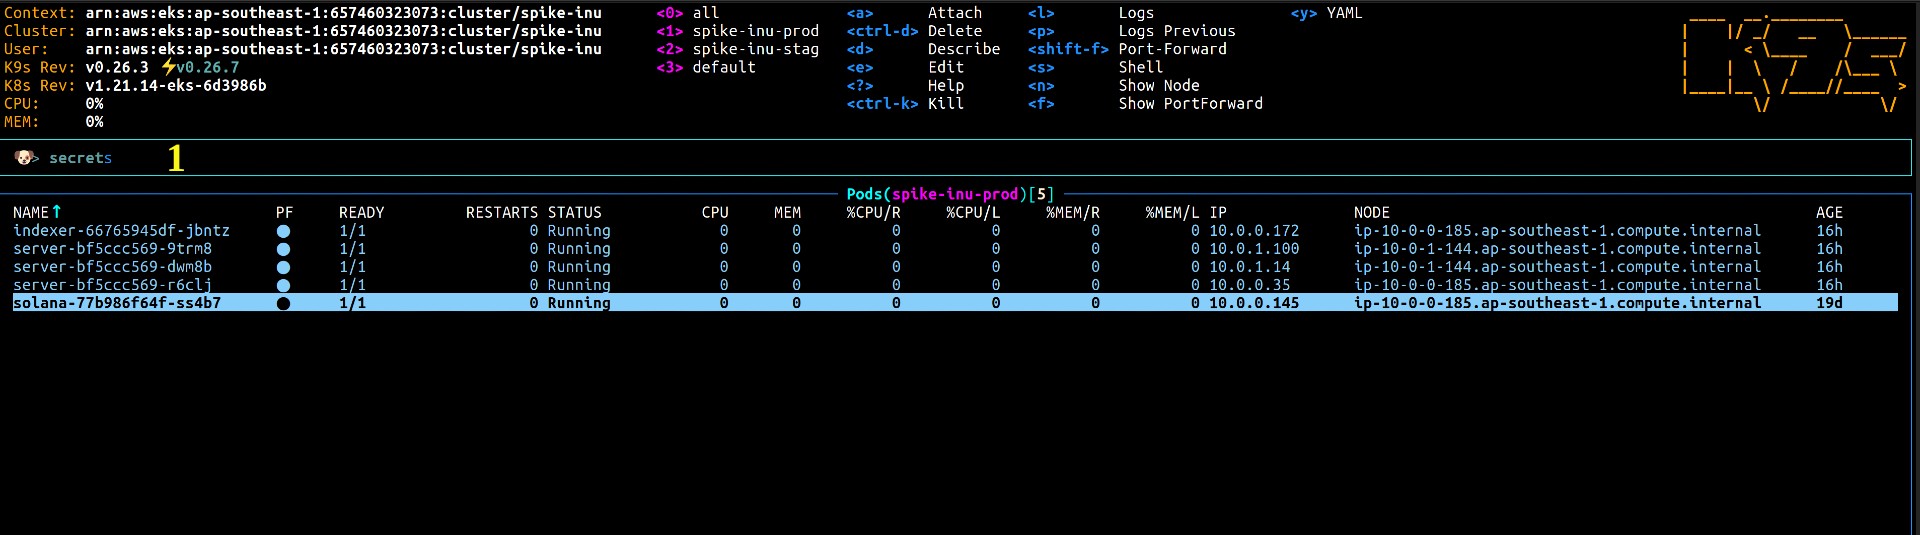 Context: arn:aws:eks:ap-southeast-1:657460323073:cluster/spike-inu <0> all <a> Attach <l> Logs <y> YAML
Cluster: arn:aws:eks:ap-southeast-1:657460323073:cluster/spike-inu <1> spike-inu-prod <ctrl-d> Delete <p> Logs Previous
User: arn:aws:eks:ap-southeast-1:657460323073:cluster/spike-inu <2> spike-inu-stag <d> Describe <shift-f> Port-Forward
K9s Rev: v0.26.3 ⚡v0.26.7 <3> default <e> Edit <s> Shell
K8s Rev: v1.21.14-eks-6d3986b <?> Help <n> Show Node
CPU: 0% <ctrl-k> Kill <f> Show PortForward
MEM: 0%
🐶> secrets 1
Pods(spike-inu-prod)[5]
NAME↑ PF READY RESTARTS STATUS CPU MEM %CPU/R %CPU/L %MEM/R %MEM/L IP NODE AGE
indexer-66765945df-jbntz ● 1/1 0 Running 0 0 0 0 0 0 10.0.0.172 ip-10-0-0-185.ap-southeast-1.compute.internal 16h
server-bf5ccc569-9trm8 ● 1/1 0 Running 0 0 0 0 0 0 10.0.1.100 ip-10-0-1-144.ap-southeast-1.compute.internal 16h
server-bf5ccc569-dwm8b ● 1/1 0 Running 0 0 0 0 0 0 10.0.1.14 ip-10-0-1-144.ap-southeast-1.compute.internal 16h
server-bf5ccc569-r6clj ● 1/1 0 Running 0 0 0 0 0 0 10.0.0.35 ip-10-0-0-185.ap-southeast-1.compute.internal 16h
solana-77b986f64f-ss4b7 ● 1/1 0 Running 0 0 0 0 0 0 10.0.0.145 ip-10-0-0-185.ap-southeast-1.compute.internal 19d